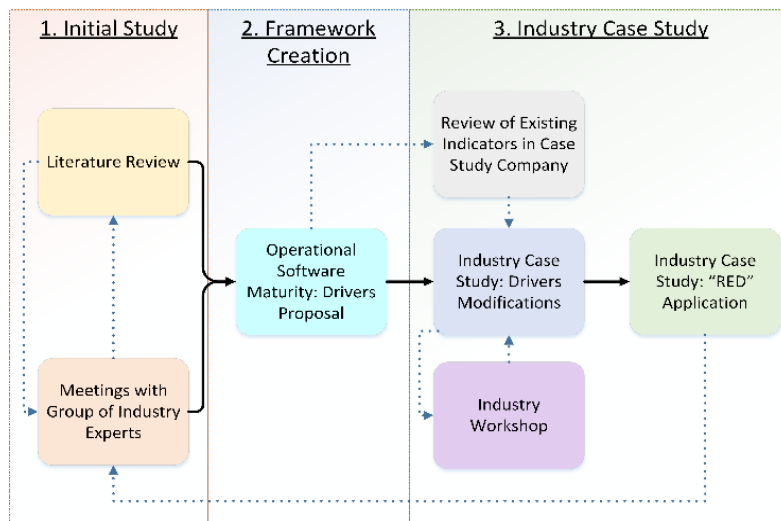 1. Initial Study
2. Framework
Creation
3. Industry Case Study
Literature Review
Meetings with
Group of Industry
Experts
Operational
Software
Maturity: Drivers
Proposal
Review of Existing
Indicators in Case
Study Company
Industry Case
Study: Drivers
Modifications
Industry
Workshop
Industry Case
Study: “RED”
Application